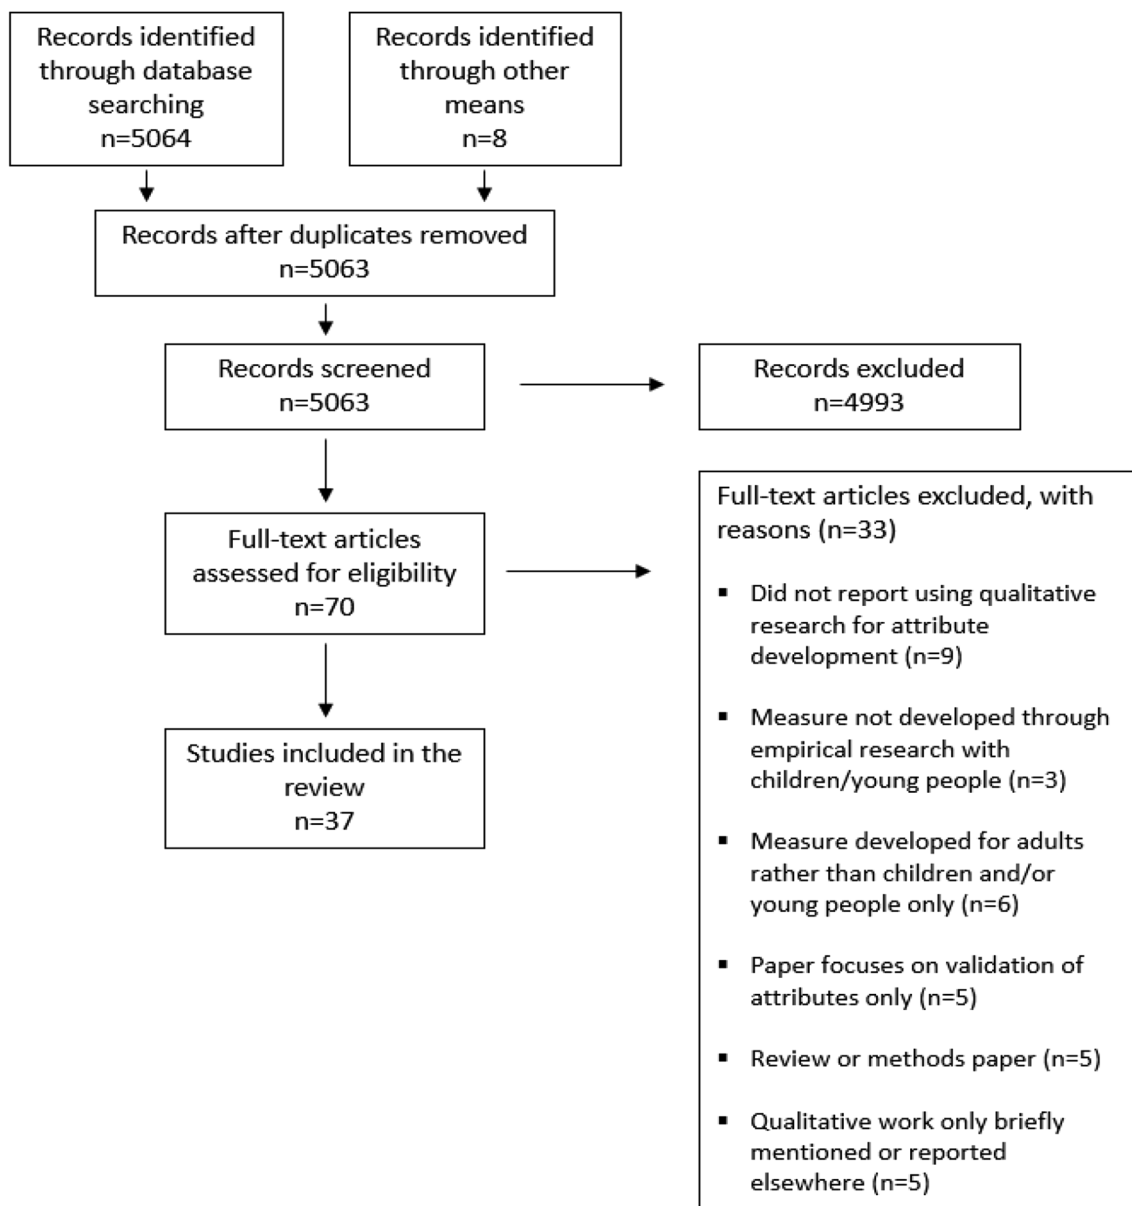 Records identified
through database
searching
n=5064
Records identified
through other
means
n=8
Records after duplicates removed
n=5063
Records screened
n=5063
Records excluded
n=4993
Full-text articles
assessed for eligibility
n=70
Full-text articles excluded, with
reasons (n=33)
▪ Did not report using qualitative
research for attribute
development (n=9)
▪ Measure not developed through
empirical research with
children/young people (n=3)
▪ Measure developed for adults
rather than children and/or
young people only (n=6)
▪ Paper focuses on validation of
attributes only (n=5)
▪ Review or methods paper (n=5)
▪ Qualitative work only briefly
mentioned or reported
elsewhere (n=5)
Studies included in the
review
n=37